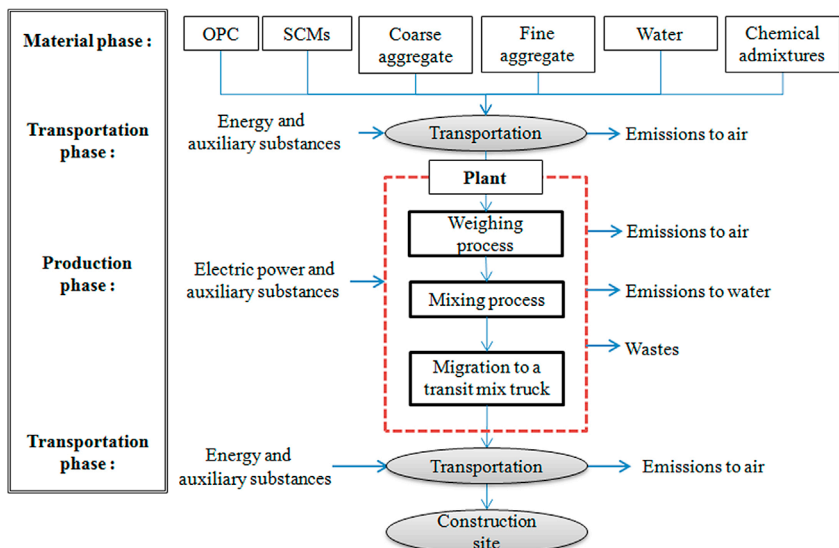 Material phase :
OPC
SCMs
Coarse
aggregate
Fine
aggregate
Water
Chemical
admixtures
Transportation
phase :
Energy and
auxiliary substances
Transportation
Emissions to air
Plant
Weighing
process
Emissions to air
Production
phase :
Electric power and
auxiliary substances
Mixing process
Emissions to water
Wastes
Migration to a
transit mix truck
Transportation
phase :
Energy and
auxiliary substances
Transportation
Emissions to air
Construction
site